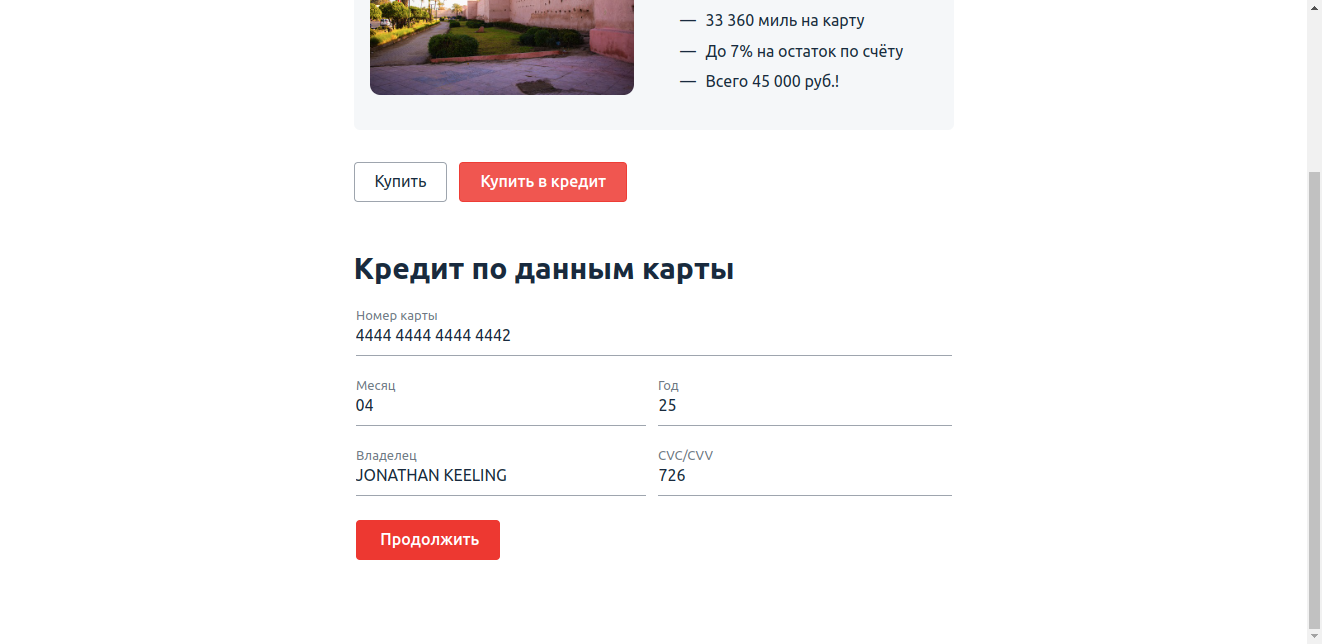 — 33 360 миль на карту
— До 7% на остаток по счёту
— Всего 45 000 руб.!
Купить
Купить в кредит
Кредит по данным карты
Номер карты
4444 4444 4444 4442
Месяц
Год
04
25
Владелец
CVC/CVV
JONATHAN KEELING
726
Продолжить